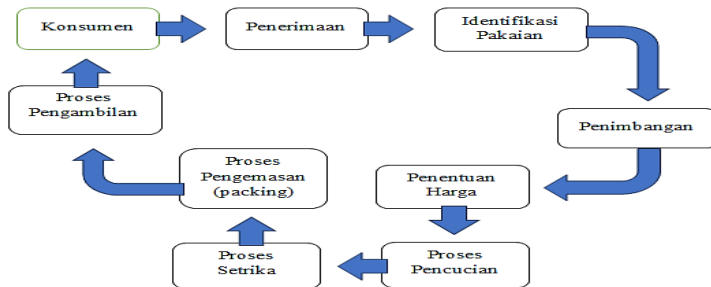 Konsumen
Penerimaan
Identifikasi
Pakaian
Penimbangan
Penentuan
Harga
Proses
Pencucian
Proses
Setrika
Proses
Pengemasan
(packing)
Proses
Pengambilan